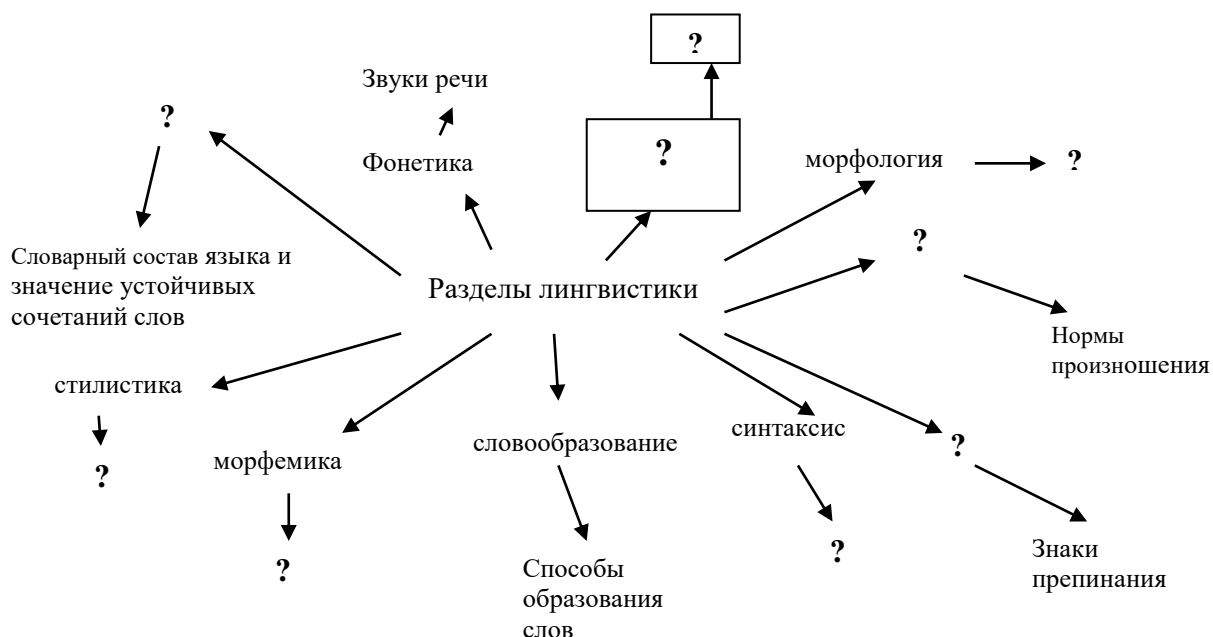 ?
Звуки речи
?
Фонетика
?
морфология
?
?
Словарный состав языка и
значение устойчивых
сочетаний слов
Разделы лингвистики
Нормы
произношения
стилистика
?
морфемика
?
словообразование
Способы
образования
слов
синтаксис
?
?
Знаки
препинания